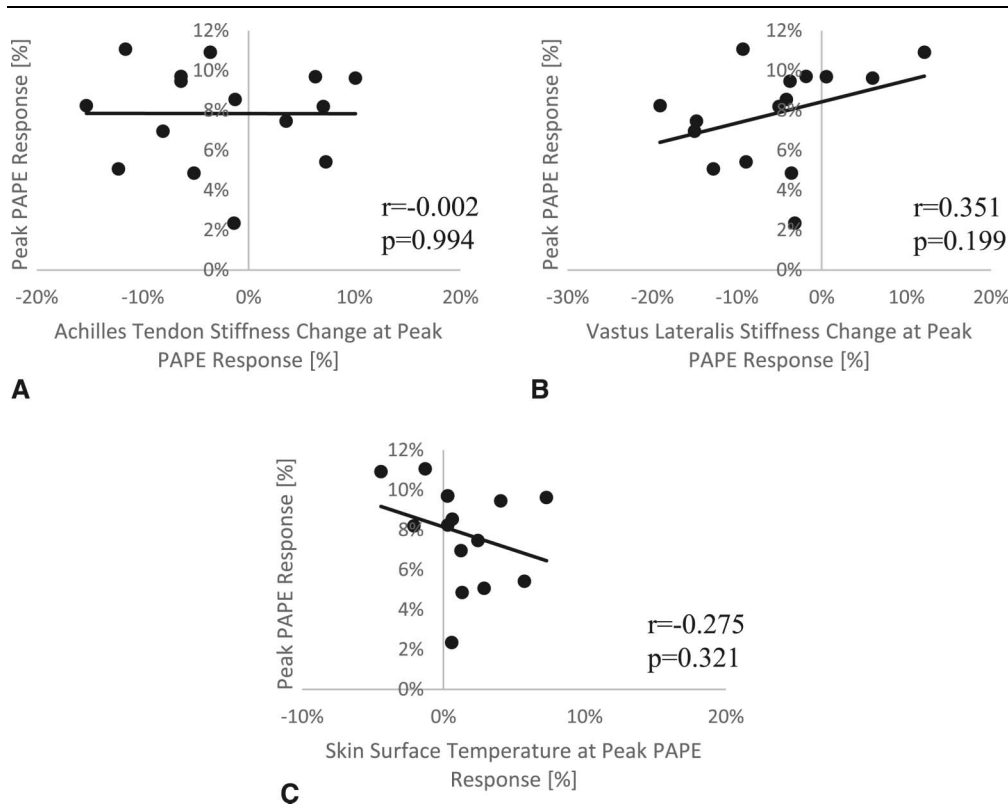 Peak PAPE Response [%]
12%
10%
8%
6%
4%
2%
0%
-20%
-10%
0%
10%
20%
r=-0.002
p=0.994
Achilles Tendon Stiffness Change at Peak
PAPE Response [%]
A
Peak PAPE Response [%]
12%
10%
8%
6%
4%
2%
0%
-30%
-20%
-10%
0%
10%
20%
r=0.351
p=0.199
Vastus Lateralis Stiffness Change at Peak
PAPE Response [%]
B
Peak PAPE Response [%]
12%
10%
8%
6%
4%
2%
0%
-10%
0%
10%
20%
r=-0.275
p=0.321
Skin Surface Temperature at Peak PAPE
Response [%]
C